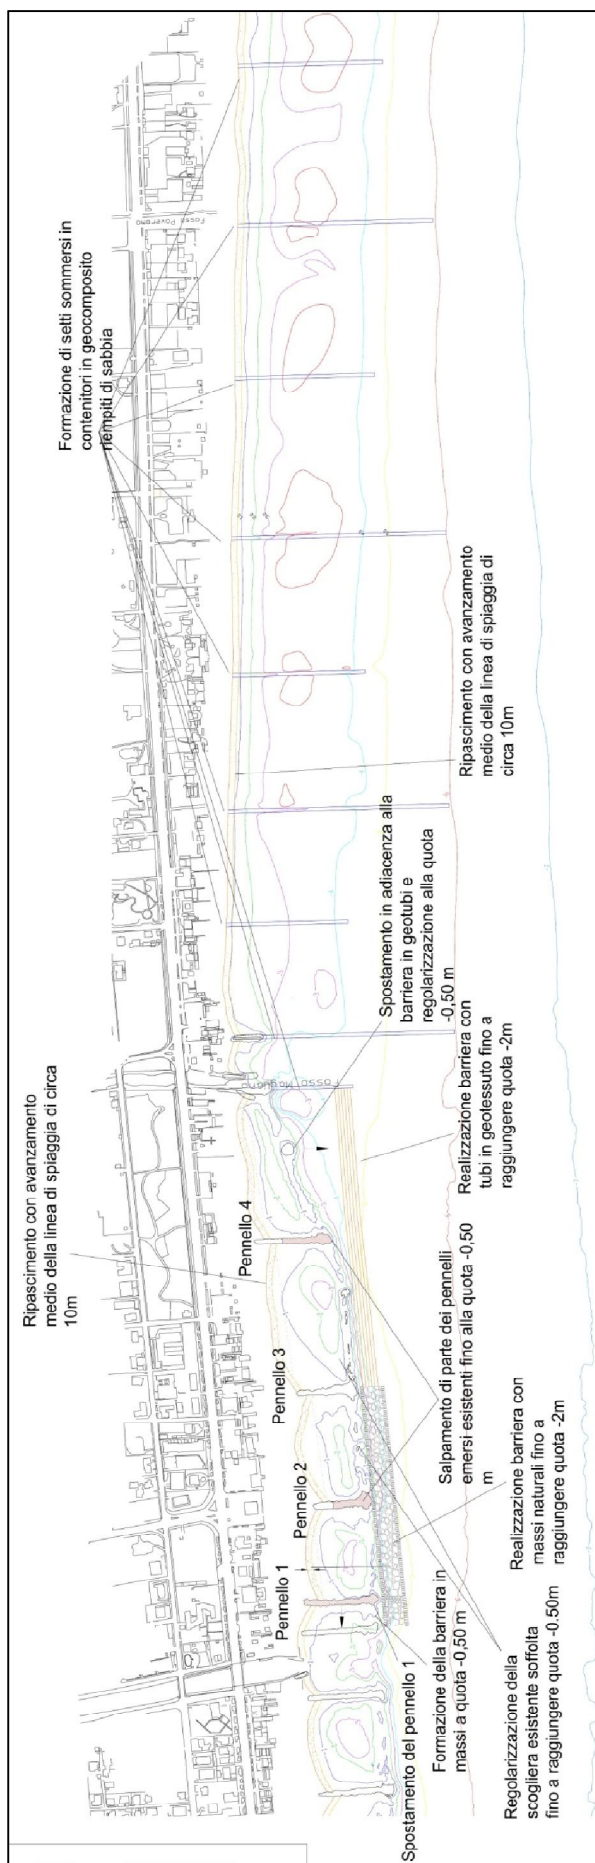 Formazione di setti sommersi in
contenitori in geocomposito
riempiti di sabbia
Fosso Poveromo
Ripascimento con avanzamento
medio della linea di spiaggia di
circa 10m
Spostamento in adiacenza alla
barriera in geotubi e
regolarizzazione alla quota
-0,50 m
Fosso Magliano
Realizzazione barriera con
tubi in geotessuto fino a
raggiungere quota -2m
Ripascimento con avanzamento
medio della linea di spiaggia di circa
10m
Pennello 4
Pennello 3
Pennello 2
Pennello 1
Salpamento di parte dei pennelli
emersi esistenti fino alla quota -0,50
m
Realizzazione barriera con
massi naturali fino a
raggiungere quota -2m
Spostamento del pennello 1
Formazione della barriera in
massi a quota -0,50 m
Regolarizzazione della
scogliera esistente soffolta
fino a raggiungere quota -0.50m